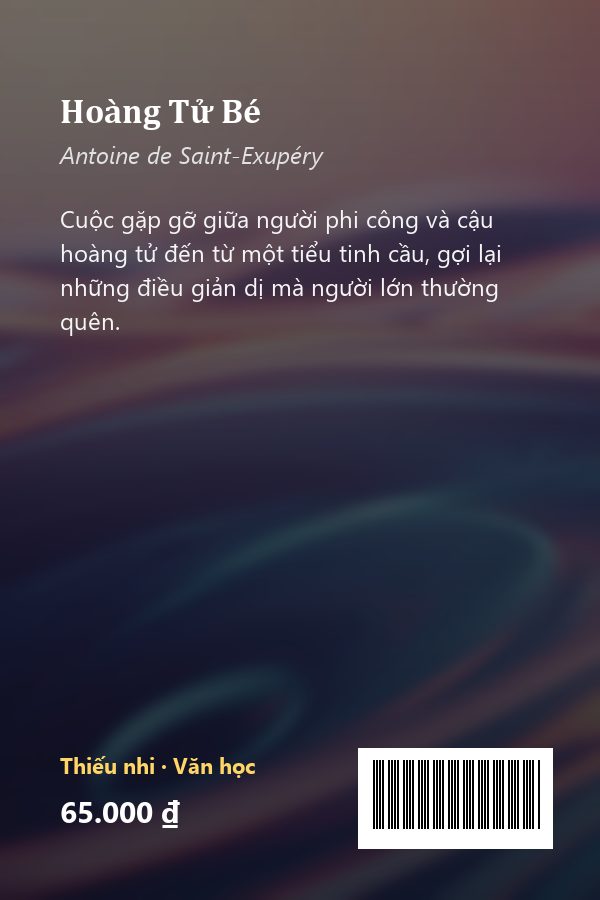 Hoàng Tử Bé
Antoine de Saint-Exupéry
Cuộc gặp gỡ giữa người phi công và cậu
hoàng tử đến từ một tiểu tinh cầu, gợi lại
những điều giản dị mà người lớn thường
quên.
Thiếu nhi · Văn học
65.000 ₫